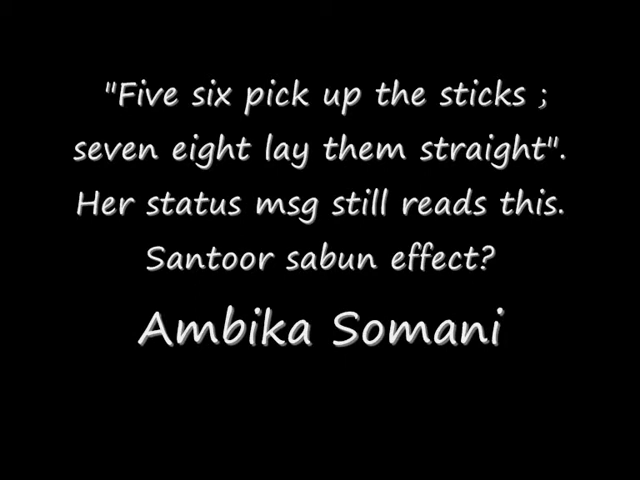 "Five six pick up the sticks ;
seven eight lay them straight".
Her status msg still reads this.
Santoor sabun effect?
Ambika Somani